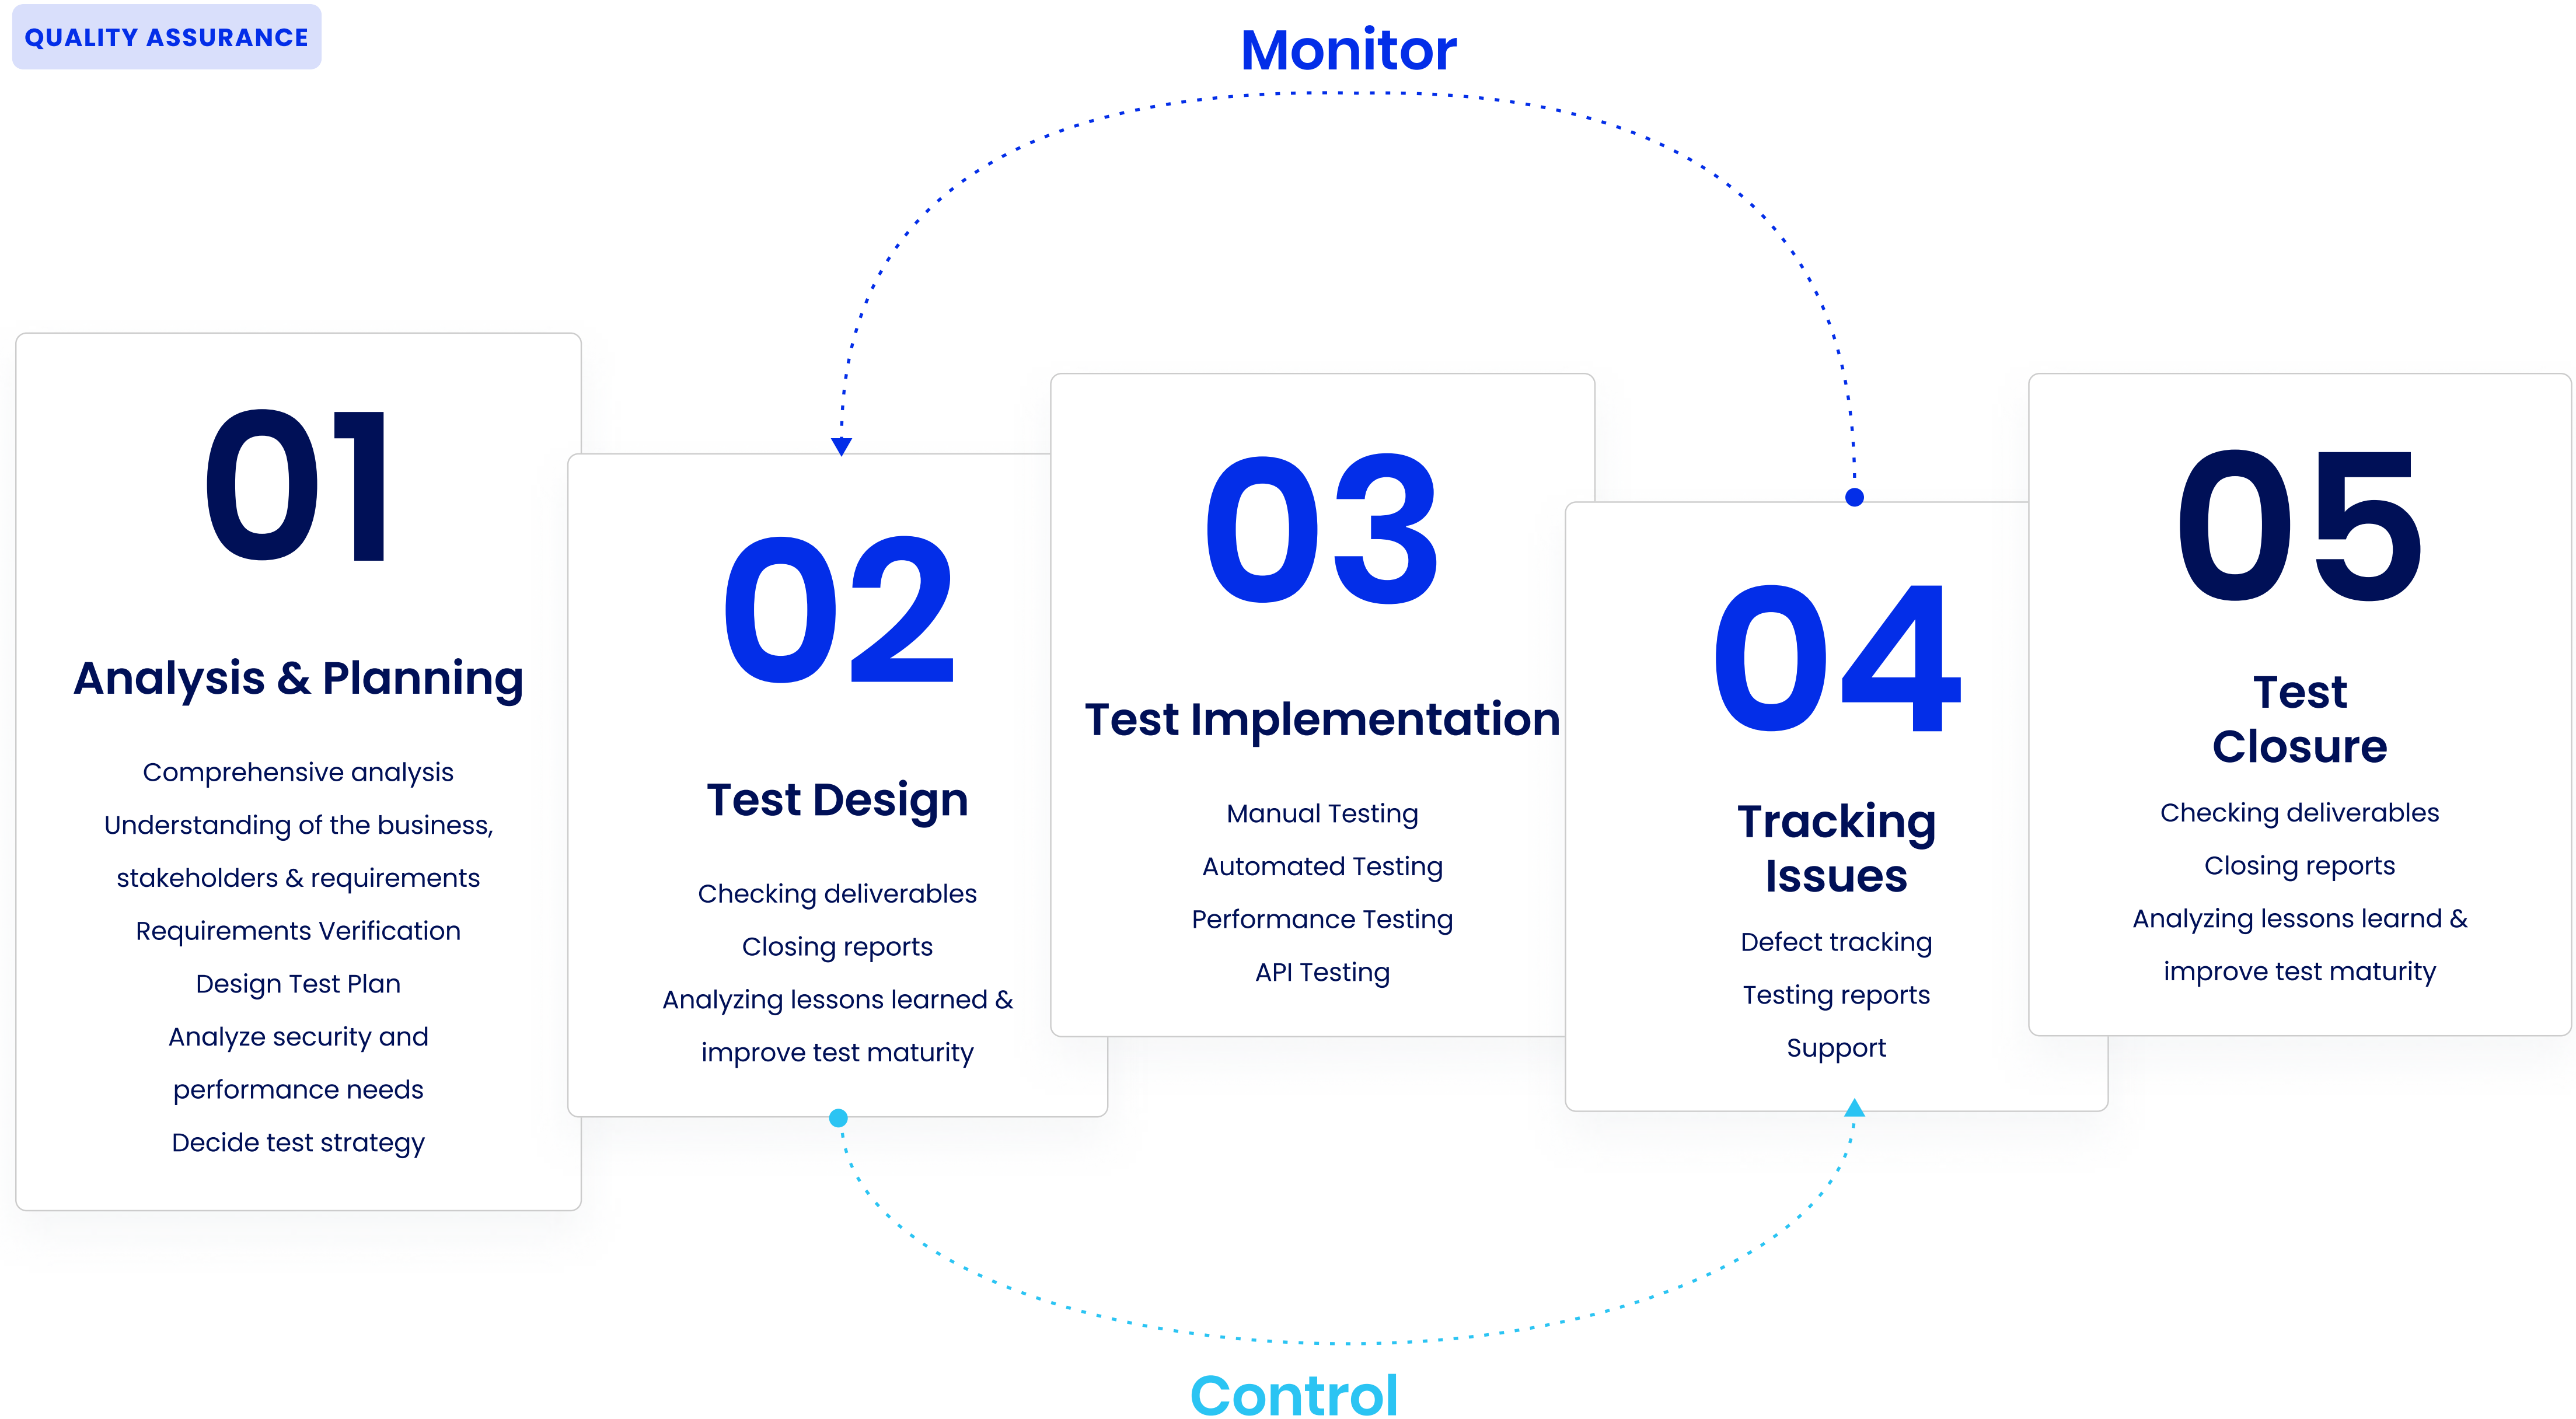 QUALITY ASSURANCE
Monitor
01
Analysis & Planning
Comprehensive analysis
Understanding of the business,
stakeholders & requirements
Requirements Verification
Design Test Plan
Analyze security and
performance needs
Decide test strategy
02
Test Design
Checking deliverables
Closing reports
Analyzing lessons learned &
improve test maturity
03
Test Implementation
Manual Testing
Automated Testing
Performance Testing
API Testing
04
Tracking
Issues
Defect tracking
Testing reports
Support
05
Test
Closure
Checking deliverables
Closing reports
Analyzing lessons learnd &
improve test maturity
Control